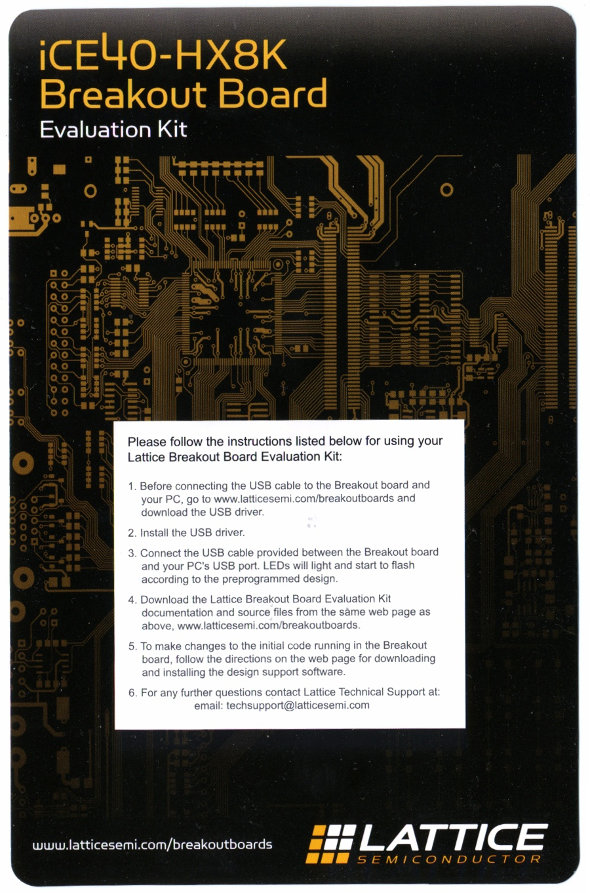 iCE40-HX8K
Breakout Board
Evaluation Kit
Please follow the instructions listed below for using your
Lattice Breakout Board Evaluation Kit:
1. Before connecting the USB cable to the Breakout board and
your PC, go to www.latticesemi.com/breakoutboards and
download the USB driver.
2. Install the USB driver.
3. Connect the USB cable provided between the Breakout board
and your PC's USB port. LEDs will light and start to flash
according to the preprogrammed design.
4. Download the Lattice Breakout Board Evaluation Kit
documentation and source files from the same web page as
above, www.latticesemi.com/breakoutboards.
5. To make changes to the initial code running in the Breakout
board, follow the directions on the web page for downloading
and installing the design support software.
6. For any further questions contact Lattice Technical Support at:
email: techsupport@latticesemi.com
www.latticesemi.com/breakoutboards
LATTICE
SEMICONDUCTOR